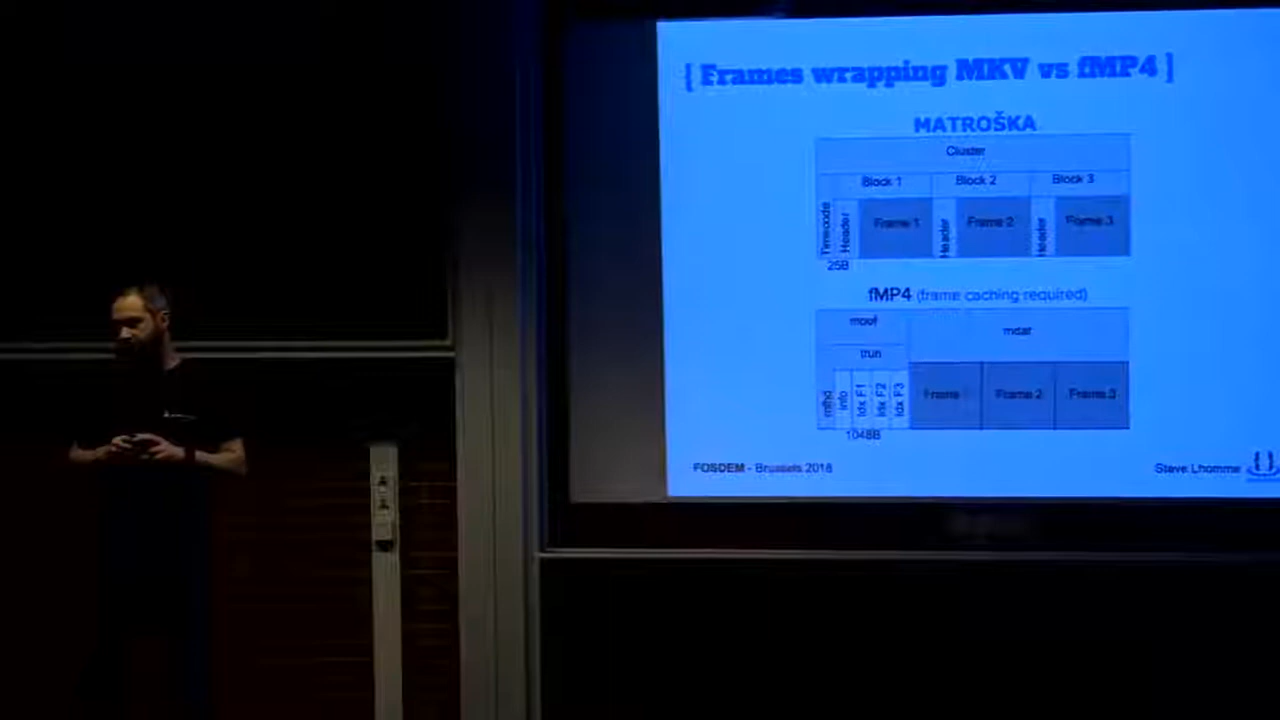 [ Frames wrapping MKV vs fMP4 ]
MATROŠKA
Cluster
Block 1 Block 2 Block 3
Timecode Header Frame 1 Header Frame 2 Header Frame 3
25B
fMP4 (frame caching required)
moof mdat
trun
mfhd info Idx F1 Idx F2 Idx F3 Frame Frame 2 Frame 3
1048B
FOSDEM - Brussels 2018 Steve Lhomme